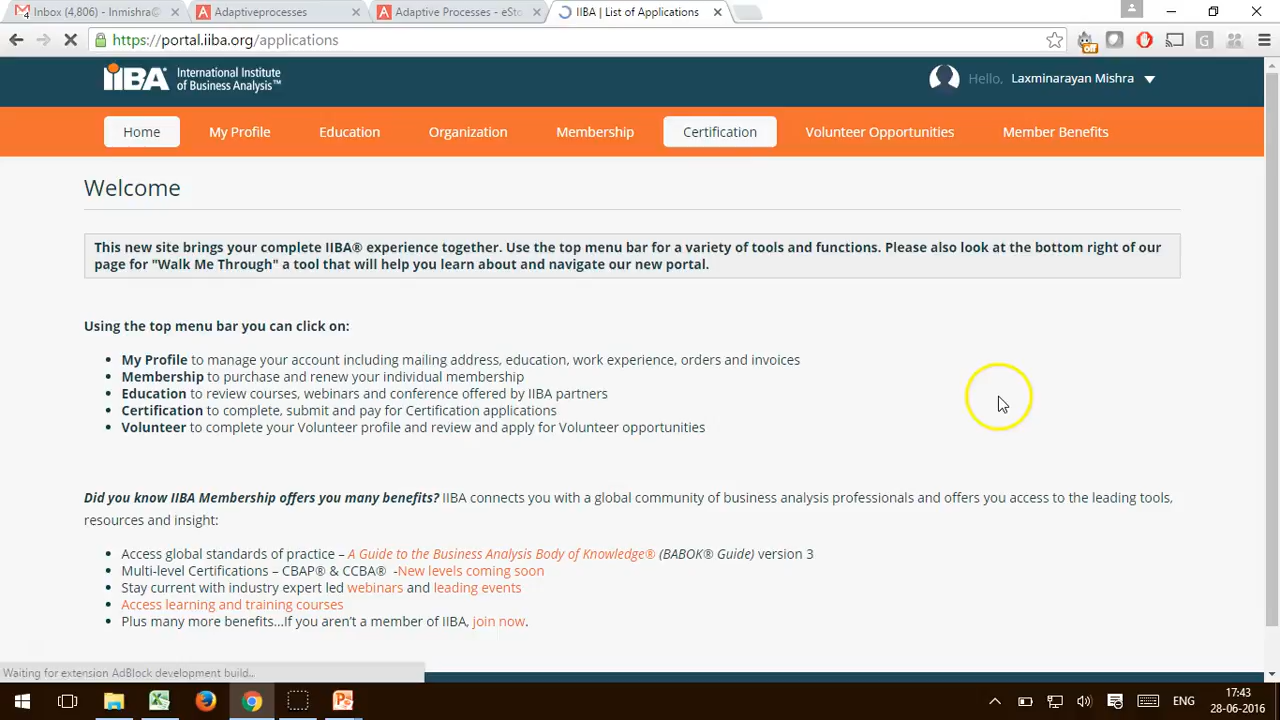 Inbox (4,806) - lnmishra@
Adaptiveprocesses
Adaptive Processes - eSto
IIBA | List of Applications
https://portal.iiba.org/applications
off
G
iiBA International Institute of Business Analysis™
Hello, Laxminarayan Mishra
Home My Profile Education Organization Membership Certification Volunteer Opportunities Member Benefits
Welcome
This new site brings your complete IIBA® experience together. Use the top menu bar for a variety of tools and functions. Please also look at the bottom right of our
page for "Walk Me Through" a tool that will help you learn about and navigate our new portal.
Using the top menu bar you can click on:
• My Profile to manage your account including mailing address, education, work experience, orders and invoices
• Membership to purchase and renew your individual membership
• Education to review courses, webinars and conference offered by IIBA partners
• Certification to complete, submit and pay for Certification applications
• Volunteer to complete your Volunteer profile and review and apply for Volunteer opportunities
Did you know IIBA Membership offers you many benefits? IIBA connects you with a global community of business analysis professionals and offers you access to the leading tools,
resources and insight:
• Access global standards of practice – A Guide to the Business Analysis Body of Knowledge® (BABOK® Guide) version 3
• Multi-level Certifications – CBAP® & CCBA® -New levels coming soon
• Stay current with industry expert led webinars and leading events
• Access learning and training courses
• Plus many more benefits...If you aren't a member of IIBA, join now.
Waiting for extension AdBlock development build...
ENG
17:43
28-06-2016